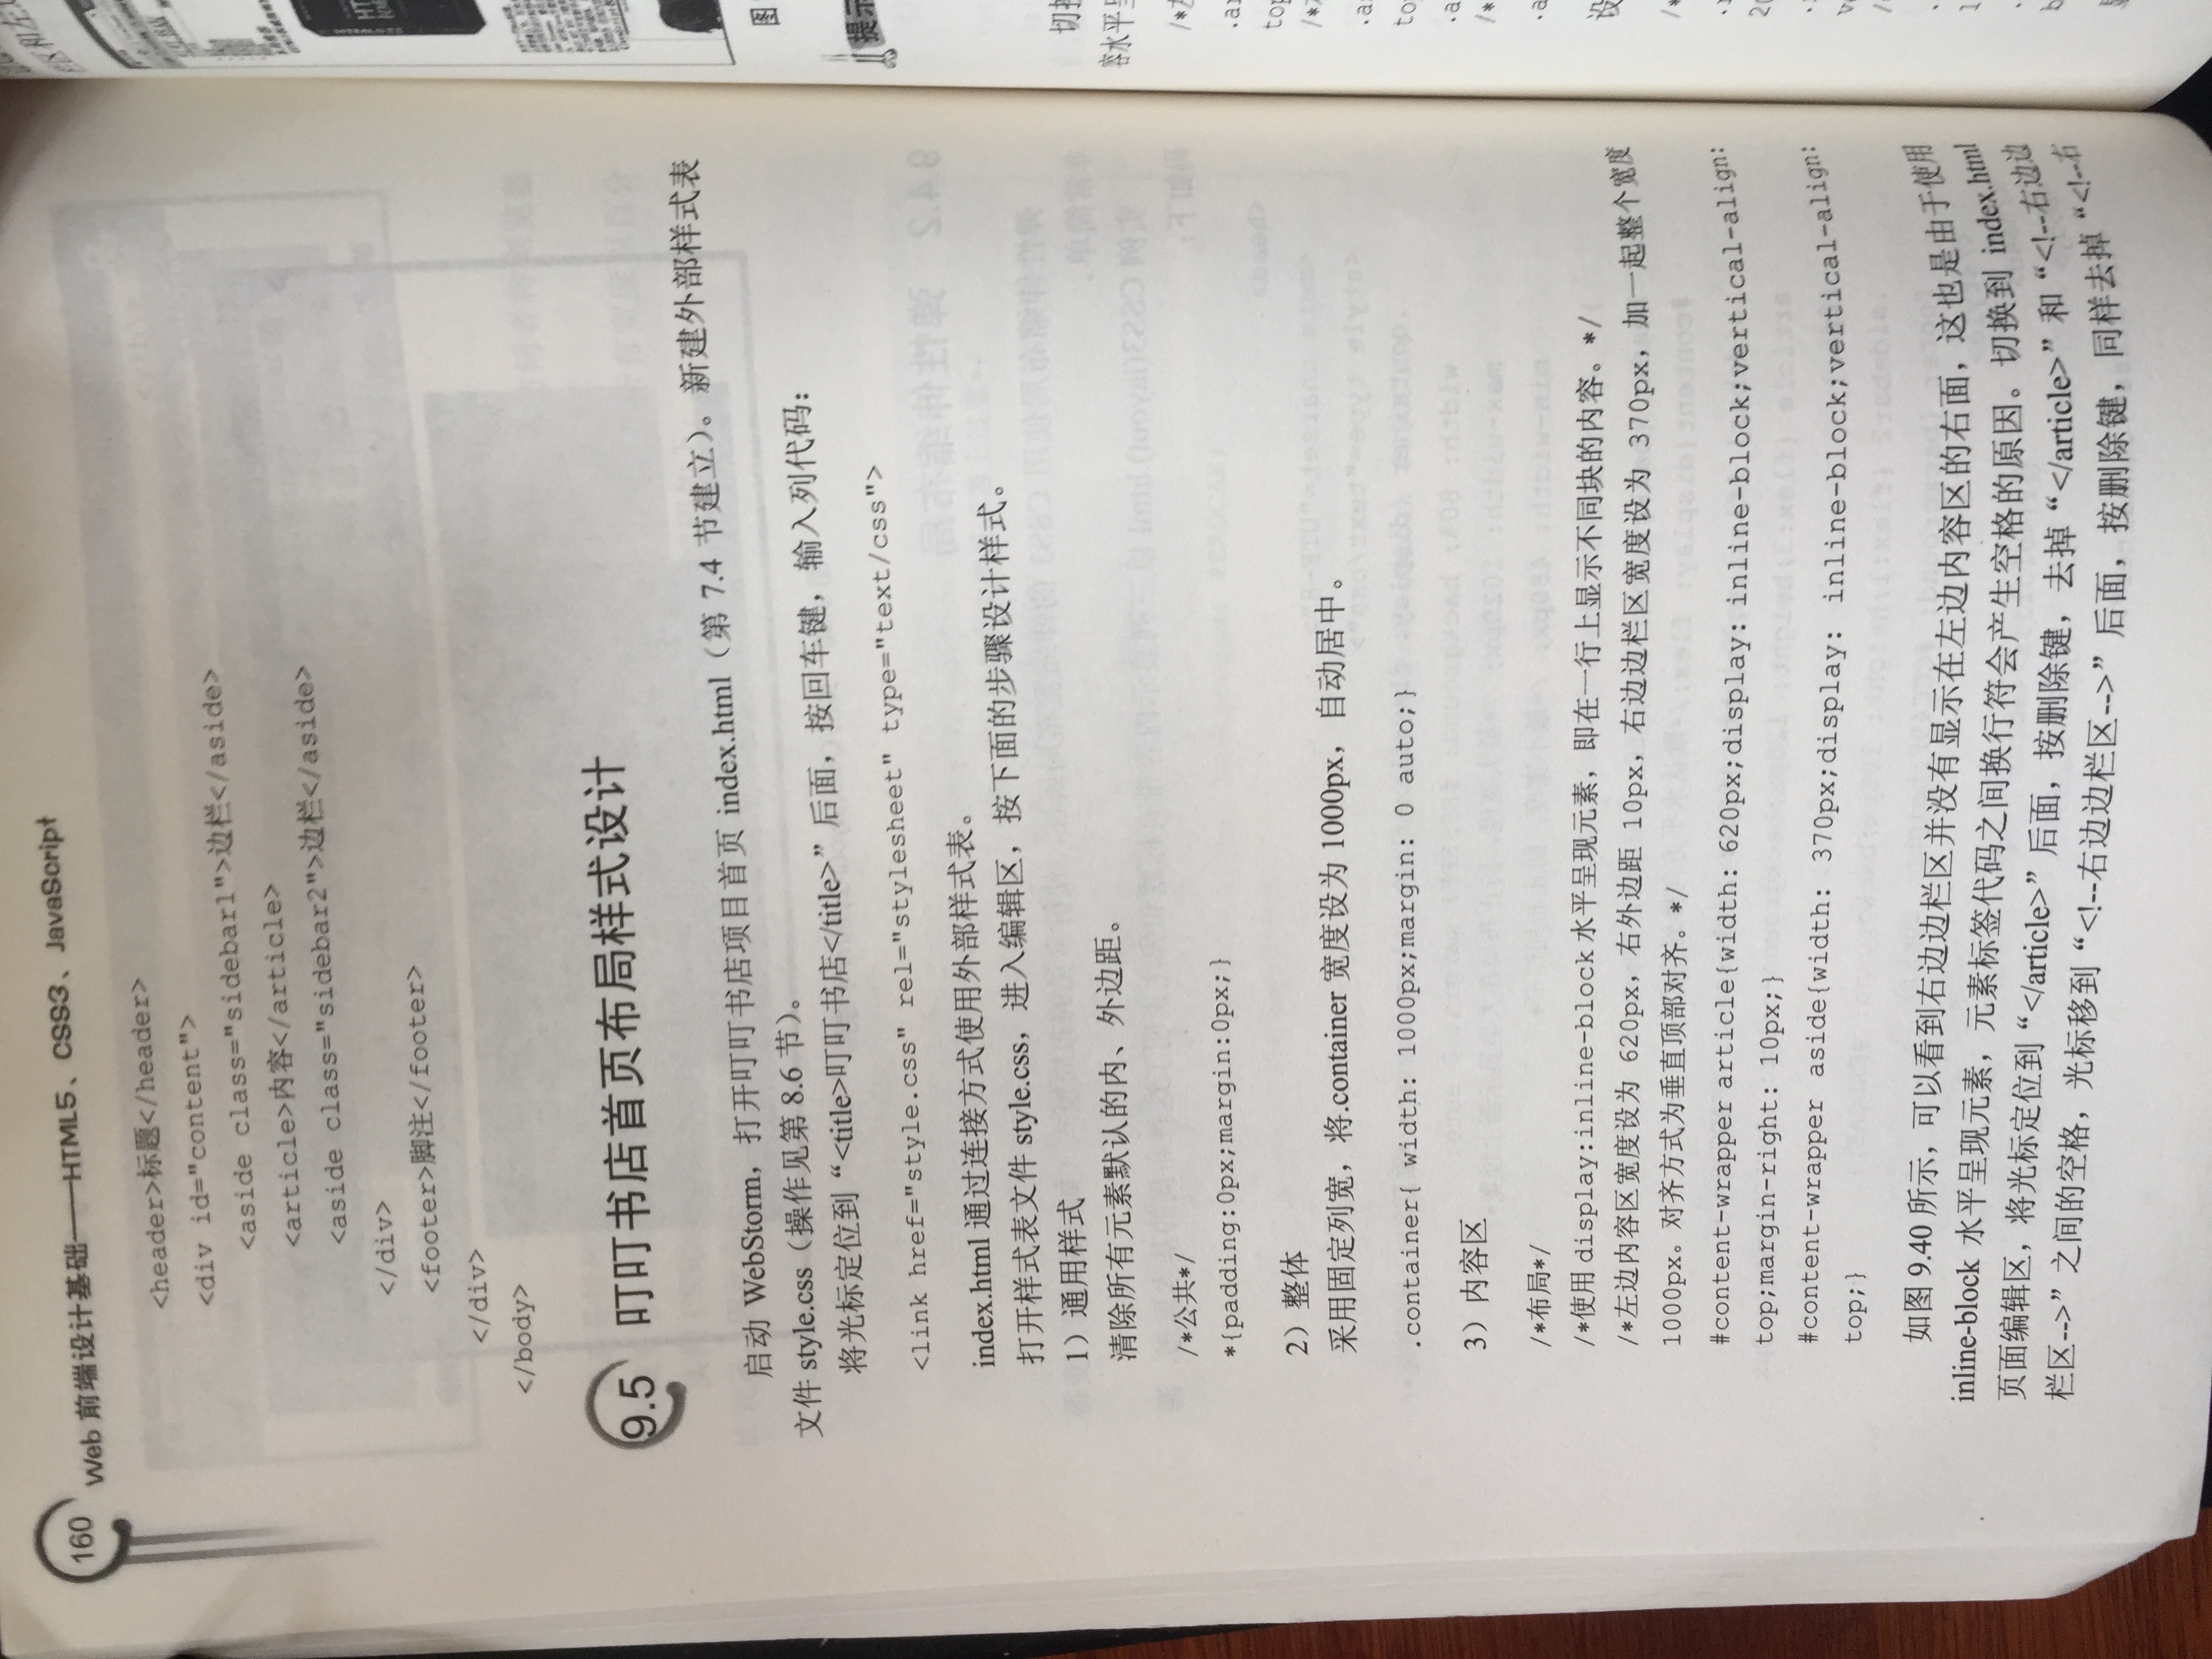 160
Web 前端设计基础——HTML5、CSS3、JavaScript
<header>标题</header>
<div id="content">
<aside class="sidebar1">边栏</aside>
<article>内容</article>
<aside class="sidebar2">边栏</aside>
</div>
<footer>脚注</footer>
</div>
</body>
9.5 叮叮书店首页布局样式设计
启动 WebStorm，打开叮叮书店项目首页 index.html（第 7.4 节建立）。新建外部样式表
文件 style.css（操作见第 8.6 节）。
将光标定位到“<title>叮叮书店</title>”后面，按回车键，输入列代码：
<link href="style.css" rel="stylesheet" type="text/css">
index.html 通过连接方式使用外部样式表。
打开样式表文件 style.css，进入编辑区，按下面的步骤设计样式。
1）通用样式
清除所有元素默认的内、外边距。
/*公共*/
*{padding:0px;margin:0px;}
2）整体
采用固定列宽，将.container 宽度设为 1000px，自动居中。
.container{ width: 1000px;margin: 0 auto;}
3）内容区
/*布局*/
/*使用 display:inline-block 水平呈现元素，即在一行上显示不同块的内容。*/
/*左边内容区宽度设为 620px，右外边距 10px，右边边栏区宽度设为 370px，加一起整个宽度
1000px。对齐方式为垂直顶部对齐。*/
#content-wrapper article{width: 620px;display: inline-block;vertical-align:
top;margin-right: 10px;}
#content-wrapper aside{width: 370px;display: inline-block;vertical-align:
top;}
如图 9.40 所示，可以看到右边边栏区并没有显示在左边内容区的右面，这也是由于使用
inline-block 水平呈现元素，元素标签代码之间换行符会产生空格的原因。切换到 index.html
页面编辑区，将光标定位到“</article>”后面，按删除键，去掉“</article>”和“<!--右边边
栏区-->”之间的空格，光标移到“<!--右边边栏区-->”后面，按删除键，同样去掉“<!--右
图
提示
切换
容水平呈